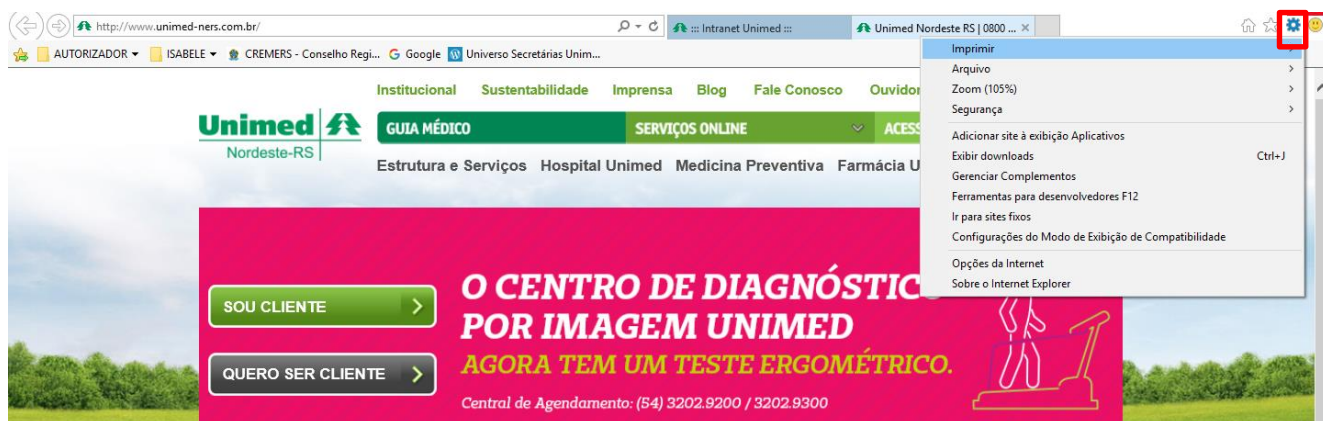 http://www.unimed-ners.com.br/
::: Intranet Unimed :::
Unimed Nordeste RS | 0800 ...
AUTORIZADOR
ISABELE
CREMERS - Conselho Regi...
Google
Universo Secretárias Unim...
Imprimir
Arquivo
Zoom (105%)
Segurança
Adicionar site à exibição Aplicativos
Exibir downloads Ctrl+J
Gerenciar Complementos
Ferramentas para desenvolvedores F12
Ir para sites fixos
Configurações do Modo de Exibição de Compatibilidade
Opções da Internet
Sobre o Internet Explorer
Institucional Sustentabilidade Imprensa Blog Fale Conosco Ouvidor
Unimed
Nordeste-RS
GUIA MÉDICO SERVIÇOS ONLINE ACESS
Estrutura e Serviços Hospital Unimed Medicina Preventiva Farmácia U
SOU CLIENTE
QUERO SER CLIENTE
O CENTRO DE DIAGNÓSTIC
POR IMAGEM UNIMED
AGORA TEM UM TESTE ERGOMÉTRICO.
Central de Agendamento: (54) 3202.9200 / 3202.9300